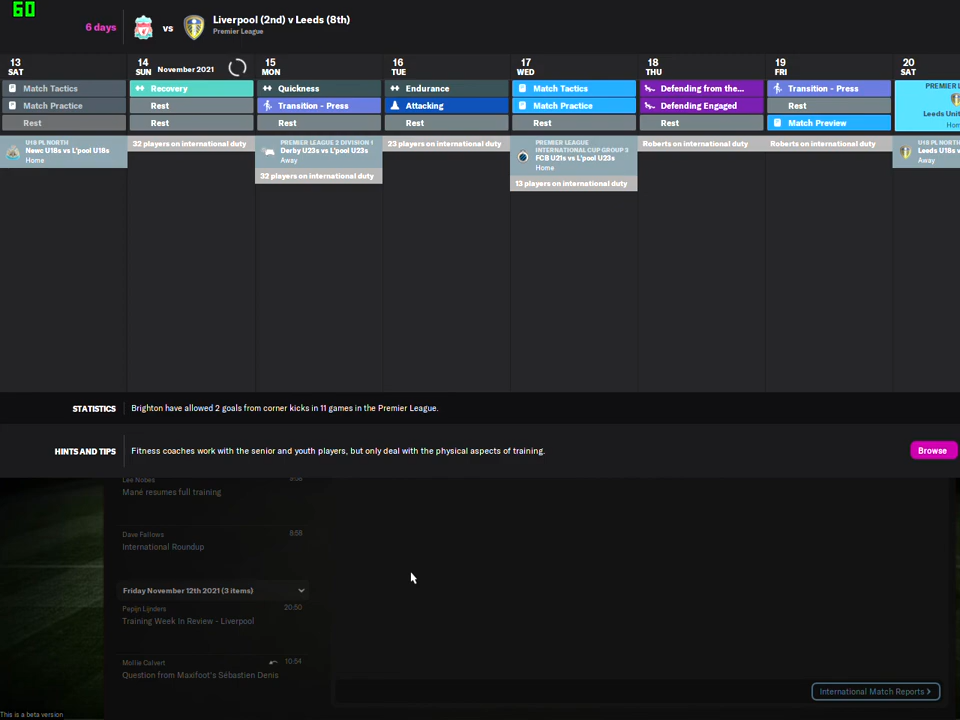 60
6 days
vs
Liverpool (2nd) v Leeds (8th)
Premier League
13
SAT
14
SUN November 2021
15
MON
16
TUE
17
WED
18
THU
19
FRI
20
SAT
Match Tactics
Match Practice
Rest
Recovery
Rest
Rest
Quickness
Transition - Press
Rest
Endurance
Attacking
Rest
Match Tactics
Match Practice
Rest
Defending from the...
Defending Engaged
Rest
Transition - Press
Rest
Match Preview
PREMIER L
Leeds Unit
Hom
U18 PL NORTH
Newc U18s vs L'pool U18s
Home
32 players on international duty
PREMIER LEAGUE 2 DIVISION 1
Derby U23s vs L'pool U23s
Away
32 players on international duty
23 players on international duty
PREMIER LEAGUE
INTERNATIONAL CUP GROUP 3
FCB U21s vs L'pool U23s
Home
13 players on international duty
Roberts on international duty
Roberts on international duty
U18 PL NORTH
Leeds U18s v
Away
STATISTICS
Brighton have allowed 2 goals from corner kicks in 11 games in the Premier League.
HINTS AND TIPS
Fitness coaches work with the senior and youth players, but only deal with the physical aspects of training.
Browse
Lee Nobes
Mané resumes full training
Dave Fallows 8:56
International Roundup
Friday November 12th 2021 (3 items)
Pepijn Lijnders 20:50
Training Week In Review - Liverpool
Mollie Calvert 10:54
Question from Maxifoot's Sébastien Denis
International Match Reports
This is a beta version